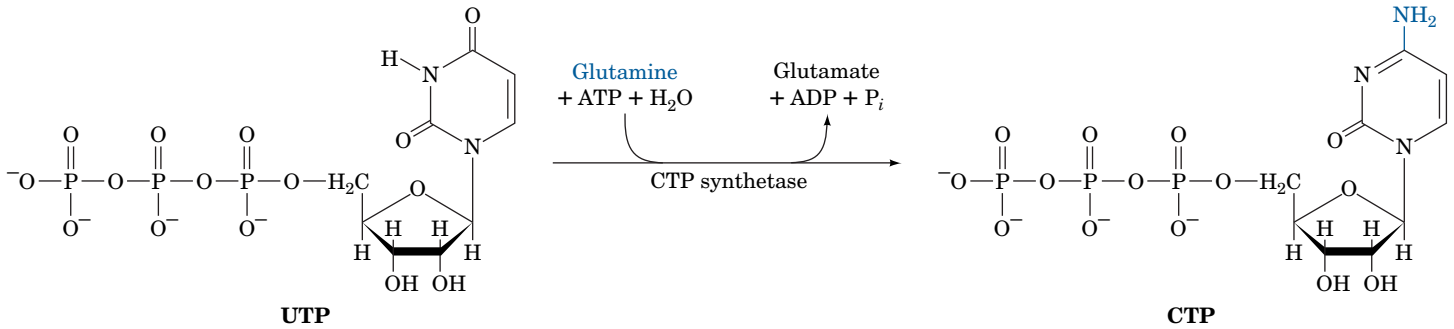 O
H
N
Glutamine
+ ATP + H₂O
Glutamate
+ ADP + Pᵢ
CTP synthetase
O
N
O O O
⁻O—P—O—P—O—P—O—H₂C
O⁻ O⁻ O⁻
O
H H H H
OH OH
UTP
NH₂
N
O
N
O O O
⁻O—P—O—P—O—P—O—H₂C
O⁻ O⁻ O⁻
O
H H H H
OH OH
CTP